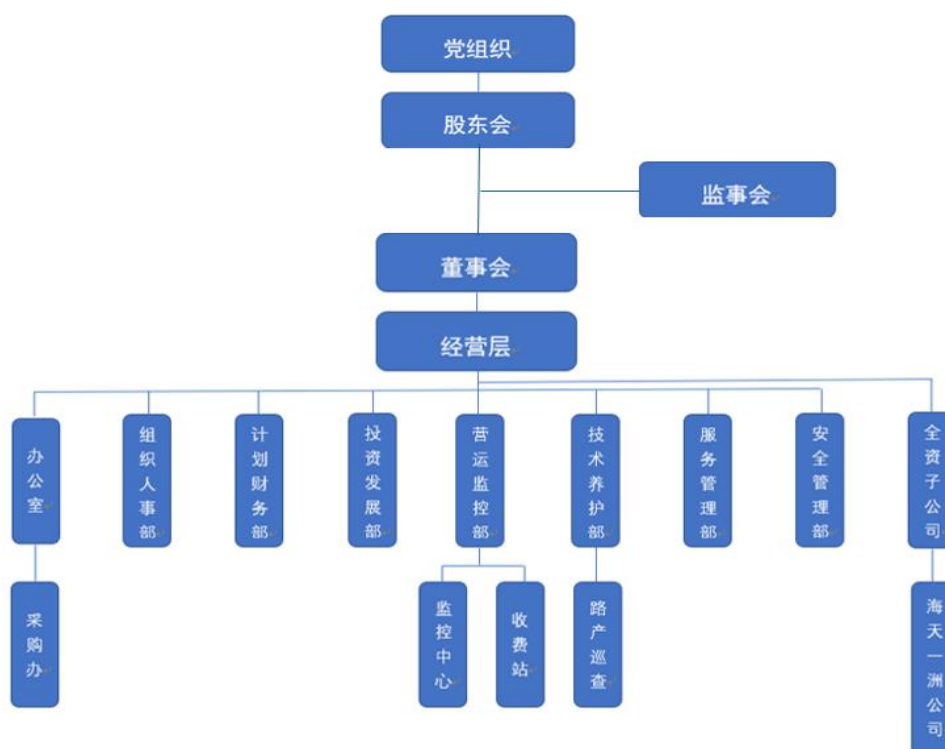 党组织
股东会
监事会
董事会
经营层
办公室
组织人事部
计划财务部
投资发展部
营运监控部
技术养护部
服务管理部
安全管理部
全资子公司
采购办
监控中心
收费站
路产巡查
海天一洲公司